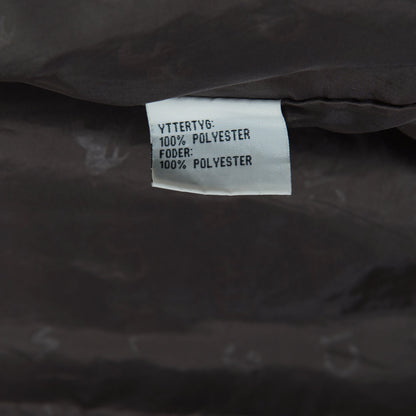 YTTERTYG:
100% POLYESTER
FODER:
100% POLYESTER